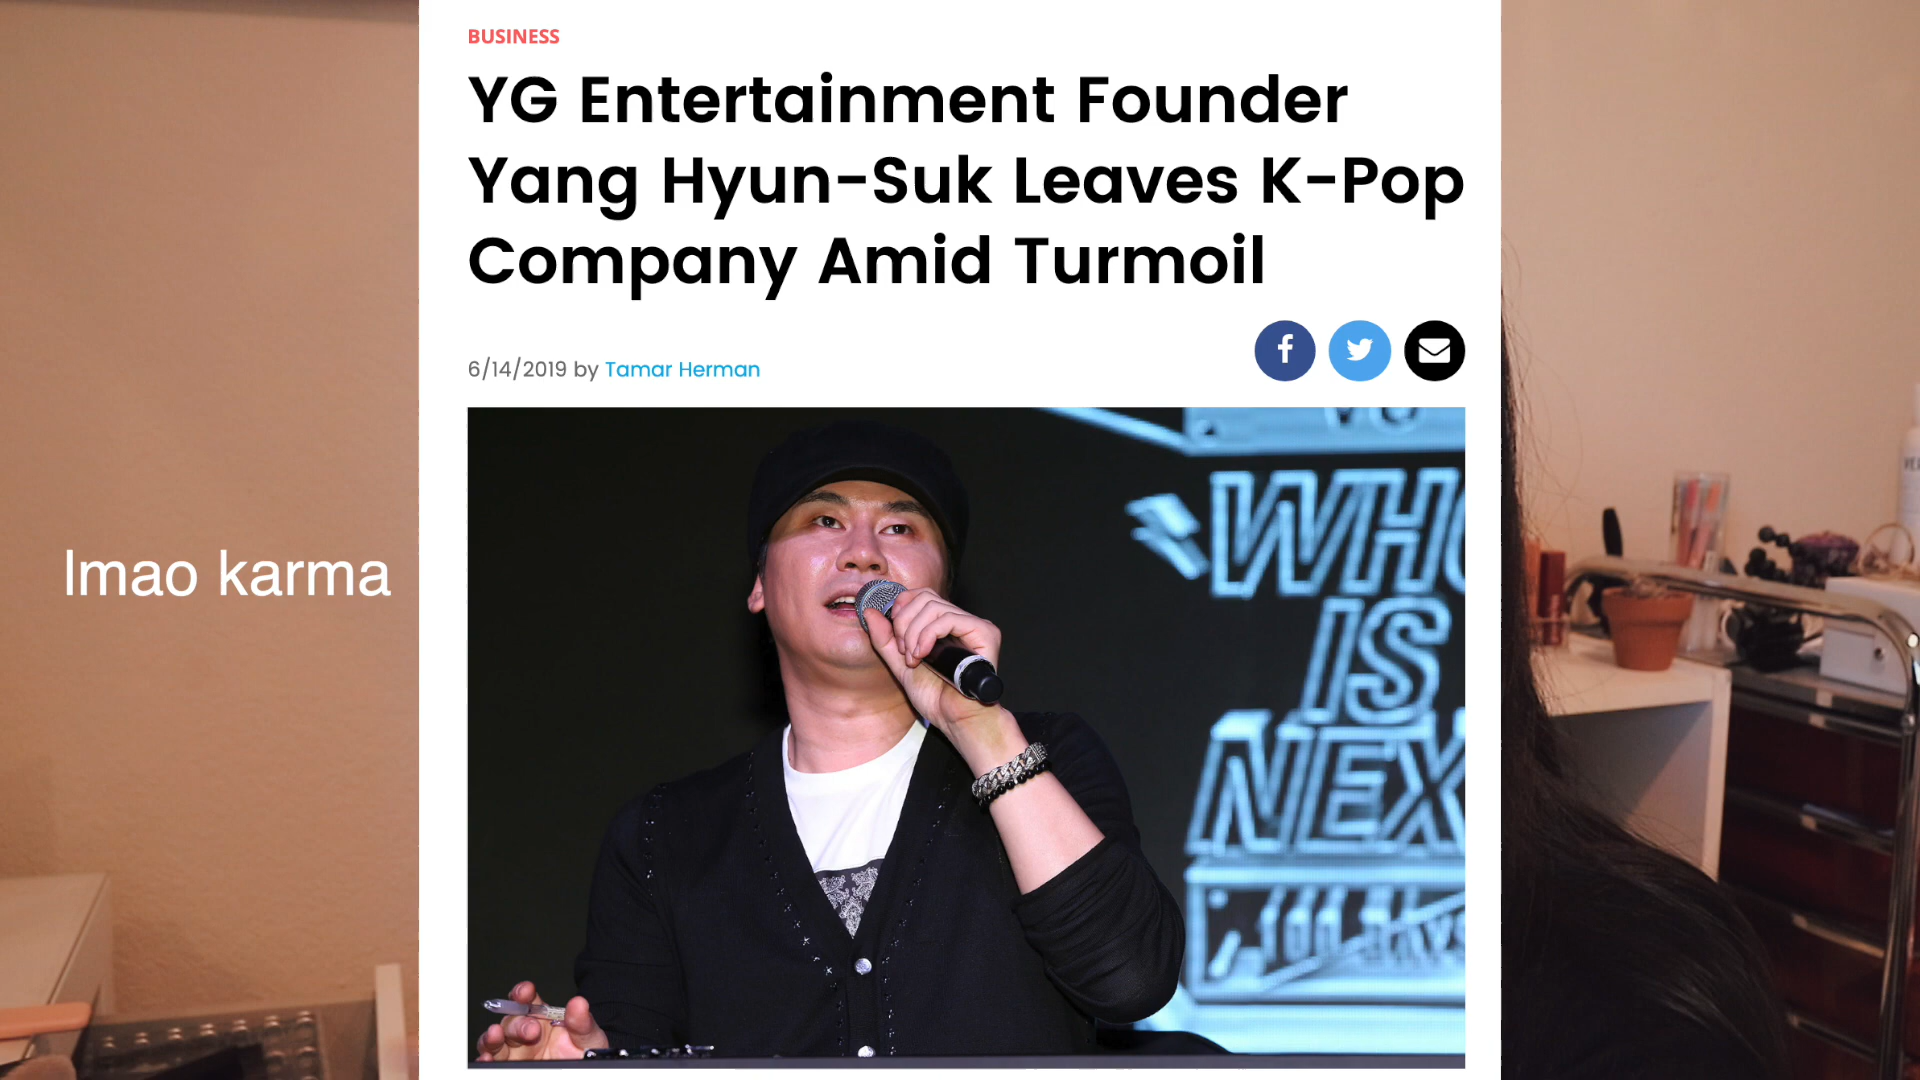 BUSINESS
YG Entertainment Founder
Yang Hyun-Suk Leaves K-Pop
Company Amid Turmoil
6/14/2019 by Tamar Herman
lmao karma
WHO
IS
NEX